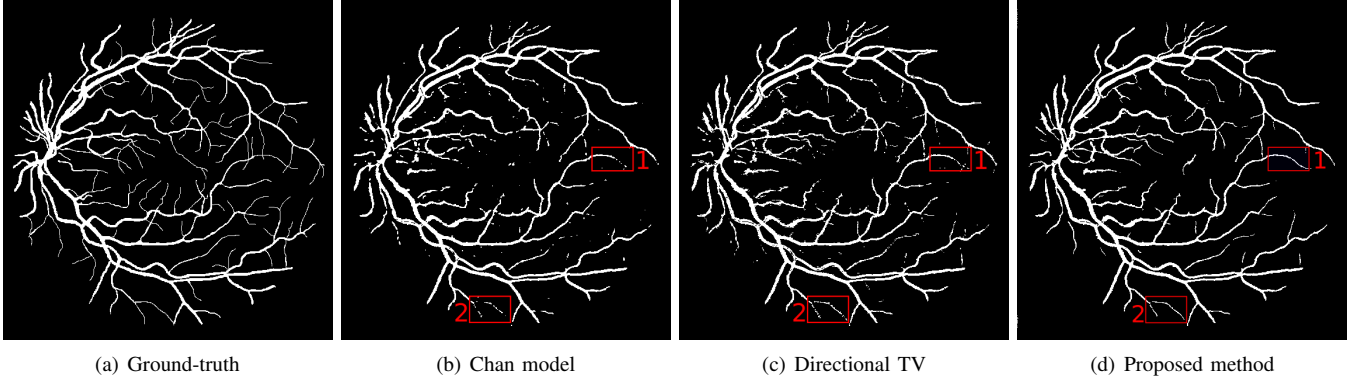 1
1
1
2
2
2
(a) Ground-truth
(b) Chan model
(c) Directional TV
(d) Proposed method